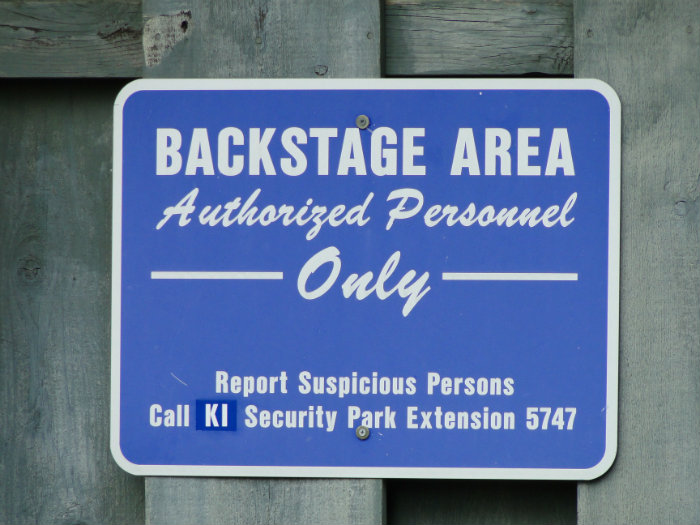 BACKSTAGE AREA
Authorized Personnel
Only
Report Suspicious Persons
Call KI Security Park Extension 5747